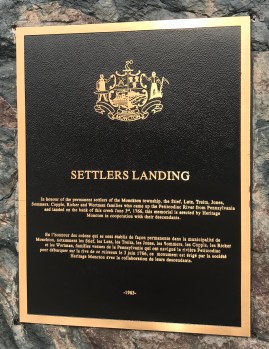 MONCTON
SETTLERS LANDING
In honour of the permanent settlers of the Monckton township, the Stief, Lutz, Treitz, Jones,
Sommers, Copple, Ricker and Wortman families who came up the Petitcodiac River from Pennsylvania
and landed on the bank of this creek June 3rd, 1766, this memorial is erected by Heritage
Moncton in cooperation with their descendants.
En l'honneur des colons qui se sont établis de façon permanente dans la municipalité de
Monckton, notamment les Stief, les Lutz, les Treitz, les Jones, les Sommers, les Copple, les Ricker
et les Wortman, familles venues de la Pennsylvanie qui ont navigué la rivière Petitcodiac
pour débarquer sur la rive de ce ruisseau le 3 juin 1766, ce monument est érigé par la société
Heritage Moncton avec la collaboration de leurs descendants.